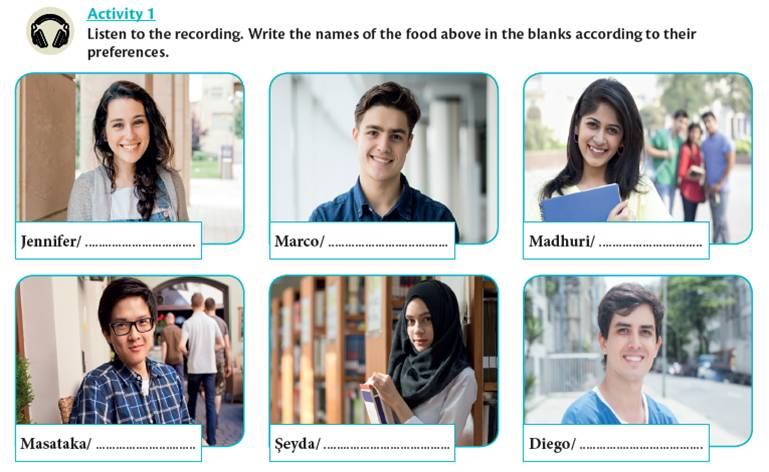 Activity 1
Listen to the recording. Write the names of the food above in the blanks according to their
preferences.
Jennifer/ .................................
Marco/ ....................................
Madhuri/ ...............................
Masataka/ ..............................
Şeyda/ ......................................
Diego/ .....................................